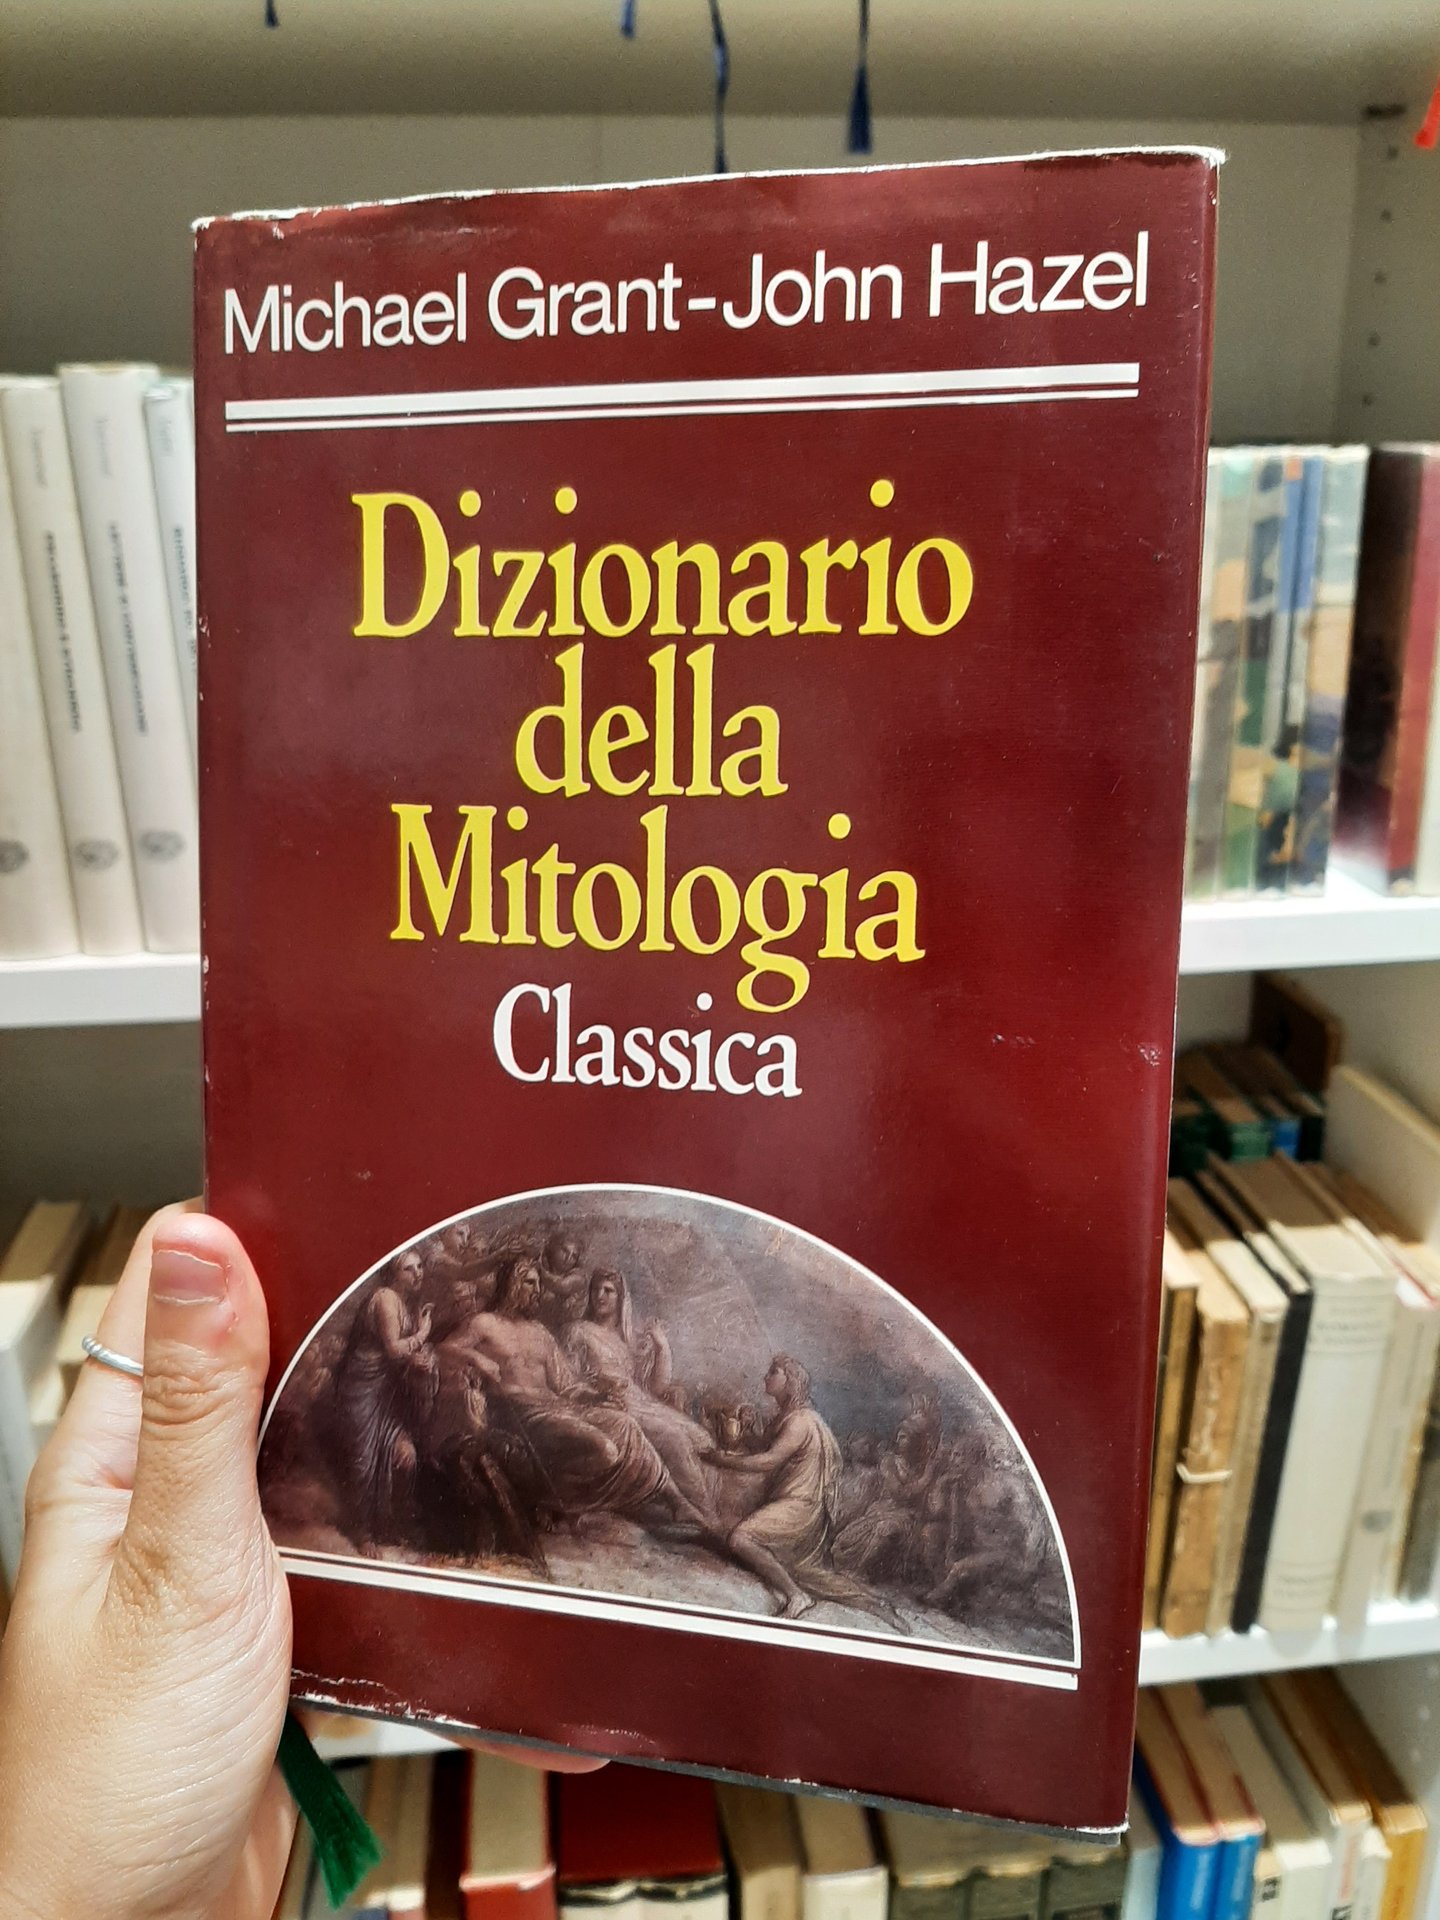 Michael Grant-John Hazel
Dizionario
della
Mitologia
Classica